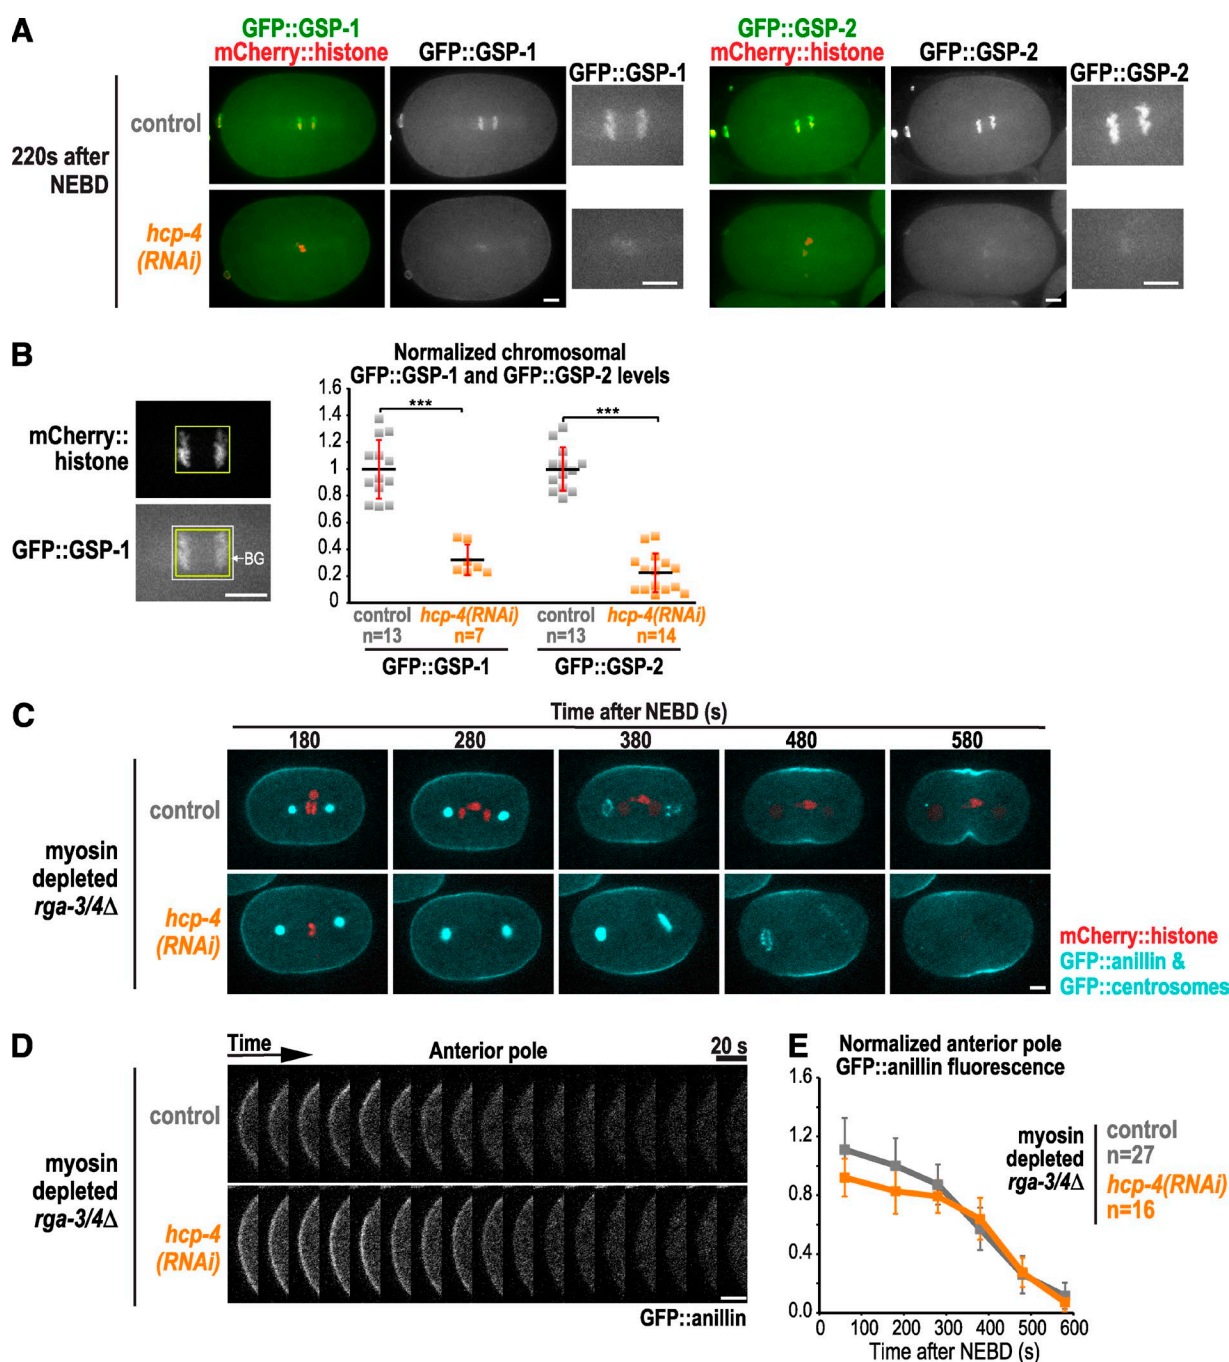 A
GFP::GSP-1
mCherry::histone
GFP::GSP-1
GFP::GSP-1
GFP::GSP-2
mCherry::histone
GFP::GSP-2
GFP::GSP-2
220s after
NEBD
control
hcp-4
(RNAi)
B
mCherry::
histone
GFP::GSP-1
BG
Normalized chromosomal
GFP::GSP-1 and GFP::GSP-2 levels
1.6
1.4
1.2
1
0.8
0.6
0.4
0.2
0
***
***
control
n=13
hcp-4(RNAi)
n=7
control
n=13
hcp-4(RNAi)
n=14
GFP::GSP-1
GFP::GSP-2
C
Time after NEBD (s)
180 280 380 480 580
myosin
depleted
rga-3/4Δ
control
hcp-4
(RNAi)
mCherry::histone
GFP::anillin &
GFP::centrosomes
D
Time
Anterior pole
20 s
myosin
depleted
rga-3/4Δ
control
hcp-4
(RNAi)
GFP::anillin
E
Normalized anterior pole
GFP::anillin fluorescence
1.6
1.2
0.8
0.4
0.0
0 100 200 300 400 500 600
Time after NEBD (s)
myosin
depleted
rga-3/4Δ
control
n=27
hcp-4(RNAi)
n=16